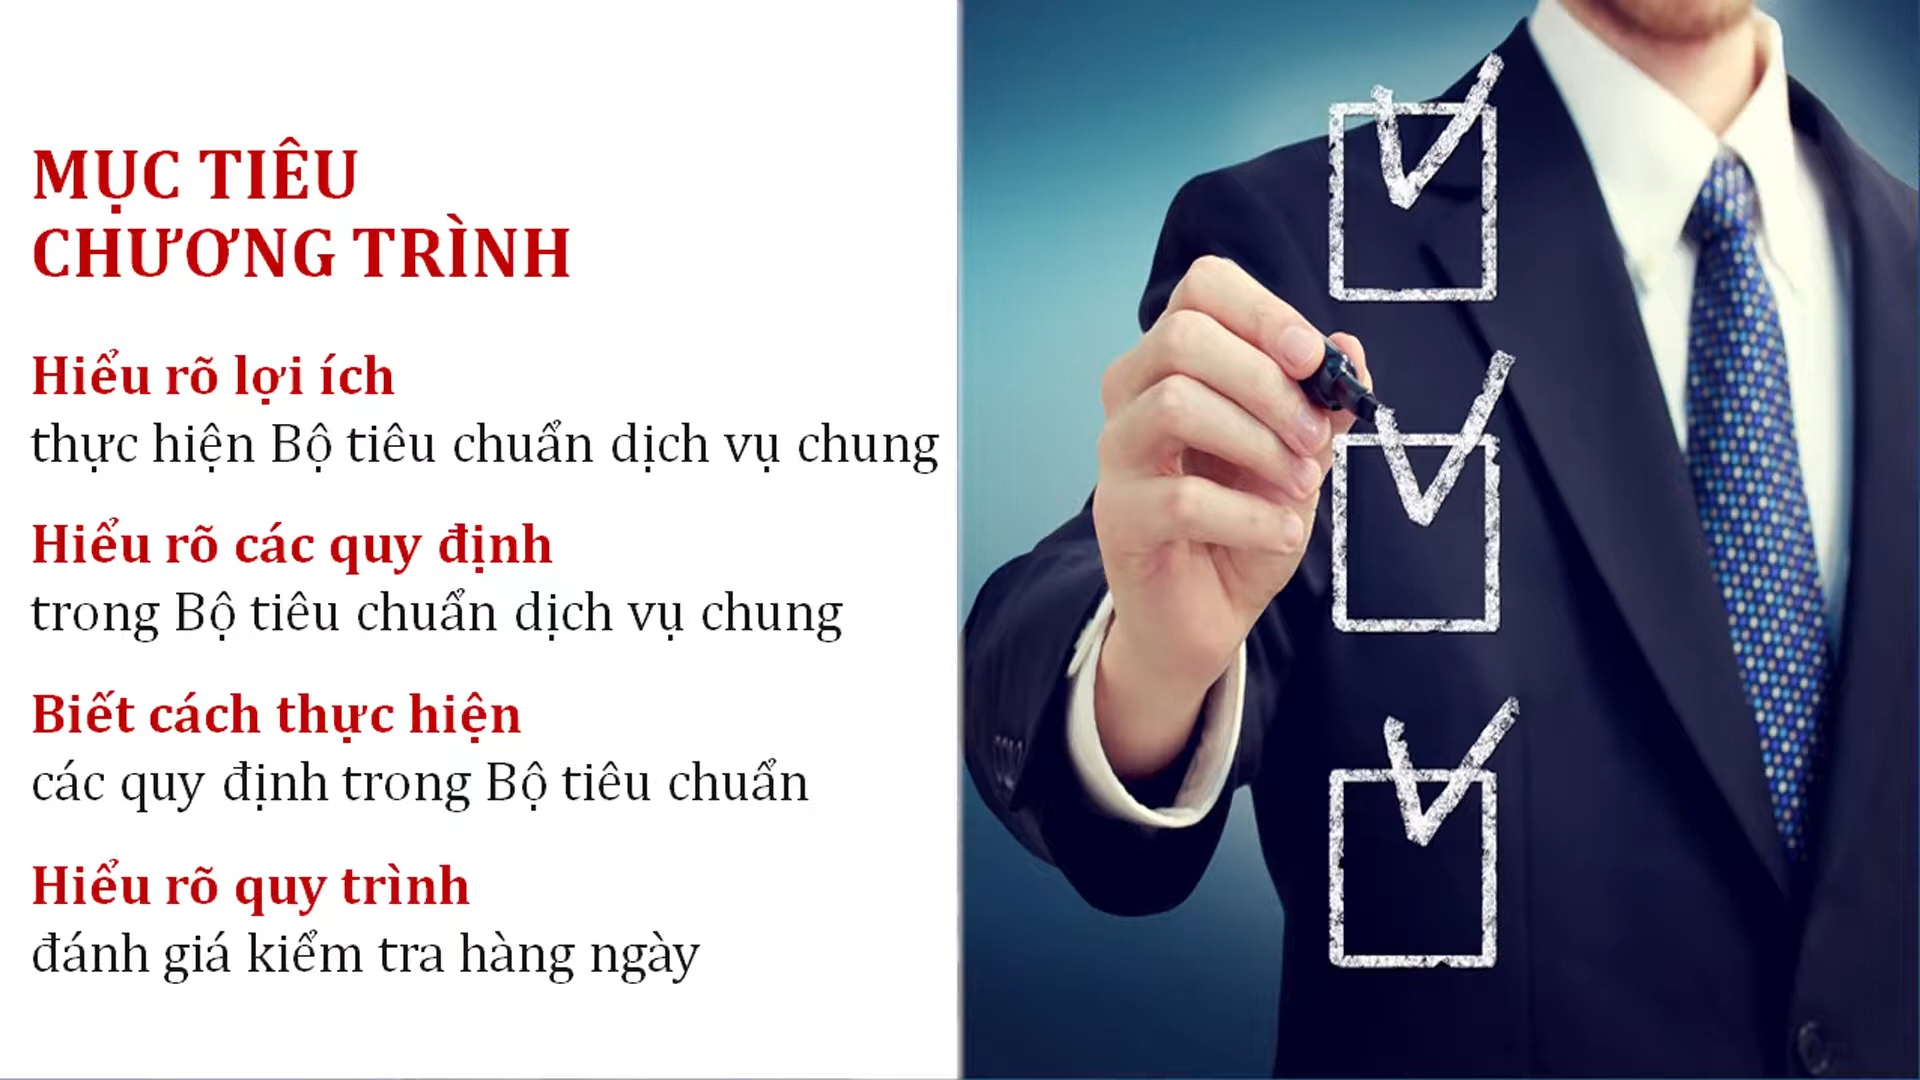 MỤC TIÊU
CHƯƠNG TRÌNH
Hiểu rõ lợi ích
thực hiện Bộ tiêu chuẩn dịch vụ chung
Hiểu rõ các quy định
trong Bộ tiêu chuẩn dịch vụ chung
Biết cách thực hiện
các quy định trong Bộ tiêu chuẩn
Hiểu rõ quy trình
đánh giá kiểm tra hàng ngày